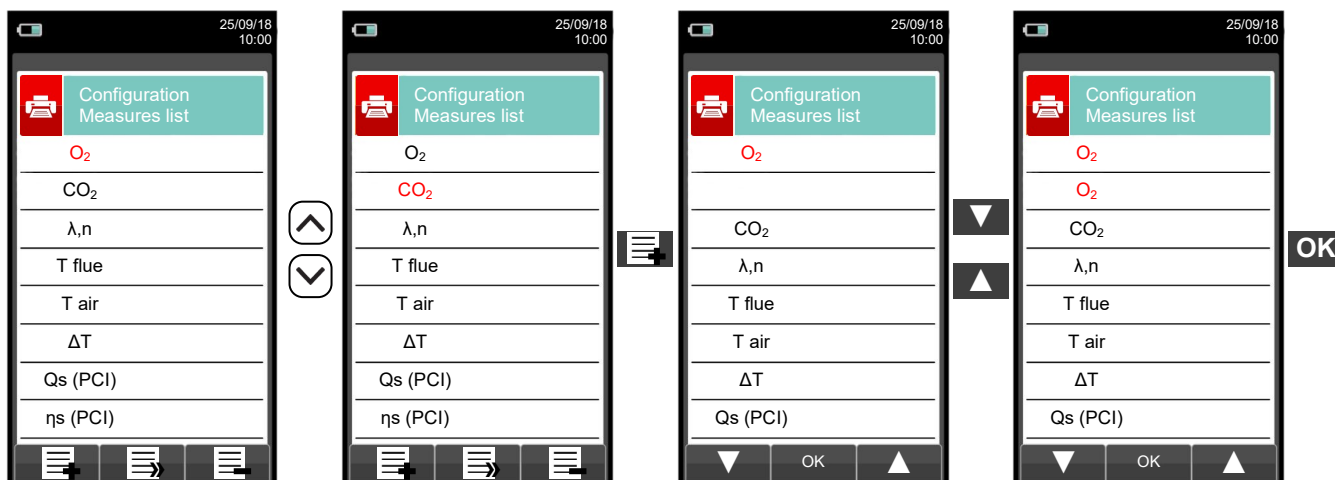 25/09/18
10:00
Configuration
Measures list
O₂
CO₂
λ,n
T flue
T air
ΔT
Qs (PCI)
ηs (PCI)
25/09/18
10:00
Configuration
Measures list
O₂
CO₂
λ,n
T flue
T air
ΔT
Qs (PCI)
ηs (PCI)
25/09/18
10:00
Configuration
Measures list
O₂
CO₂
λ,n
T flue
T air
ΔT
Qs (PCI)
OK
25/09/18
10:00
Configuration
Measures list
O₂
O₂
CO₂
λ,n
T flue
T air
ΔT
Qs (PCI)
OK
OK